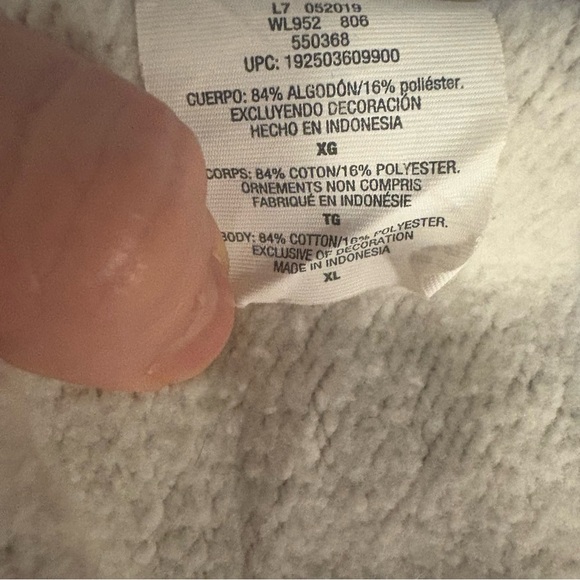 L7 052019
WL952 806
550368
UPC: 192503609900
CUERPO: 84% ALGODÓN/16% poliéster.
EXCLUYENDO DECORACIÓN
HECHO EN INDONESIA
XG
CORPS: 84% COTON/16% POLYESTER.
ORNEMENTS NON COMPRIS
FABRIQUÉ EN INDONÉSIE
TG
BODY: 84% COTTON/16% POLYESTER.
EXCLUSIVE OF DECORATION
MADE IN INDONESIA
XL